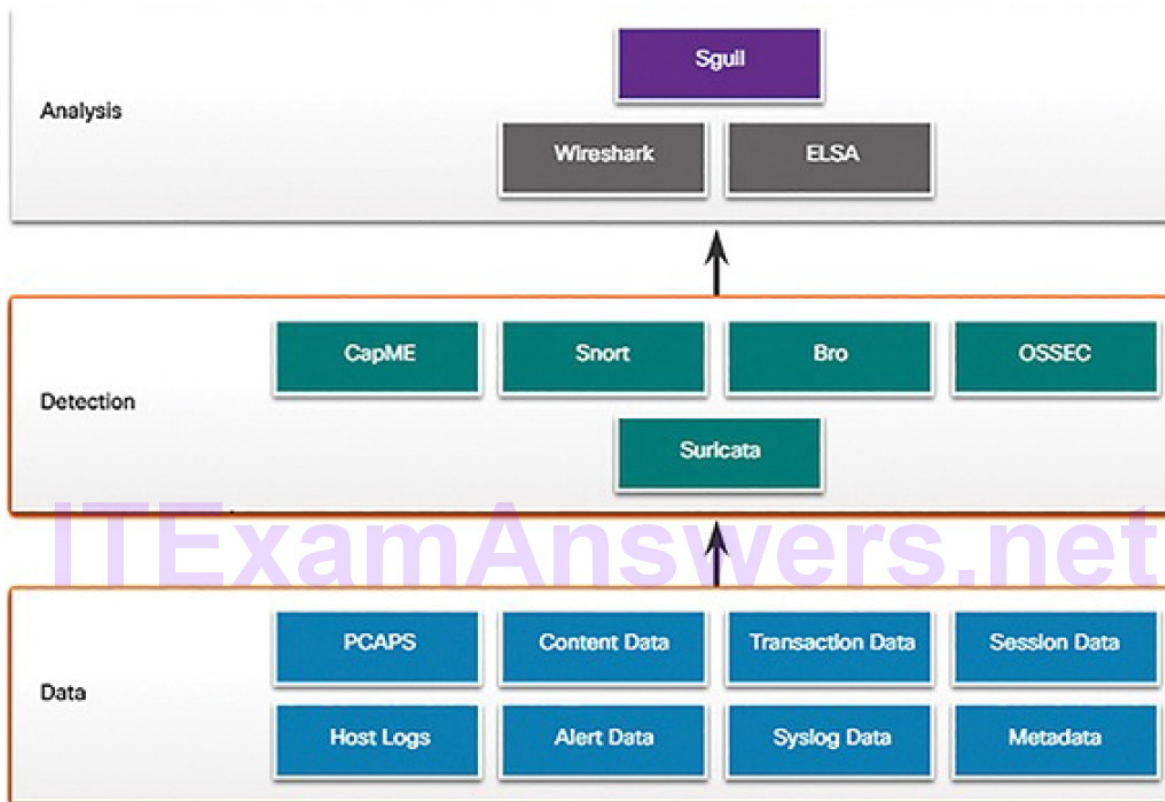 Sguil
Analysis
Wireshark ELSA
CapME Snort Bro OSSEC
Detection
Suricata
ITExamAnswers.net
PCAPS Content Data Transaction Data Session Data
Data
Host Logs Alert Data Syslog Data Metadata